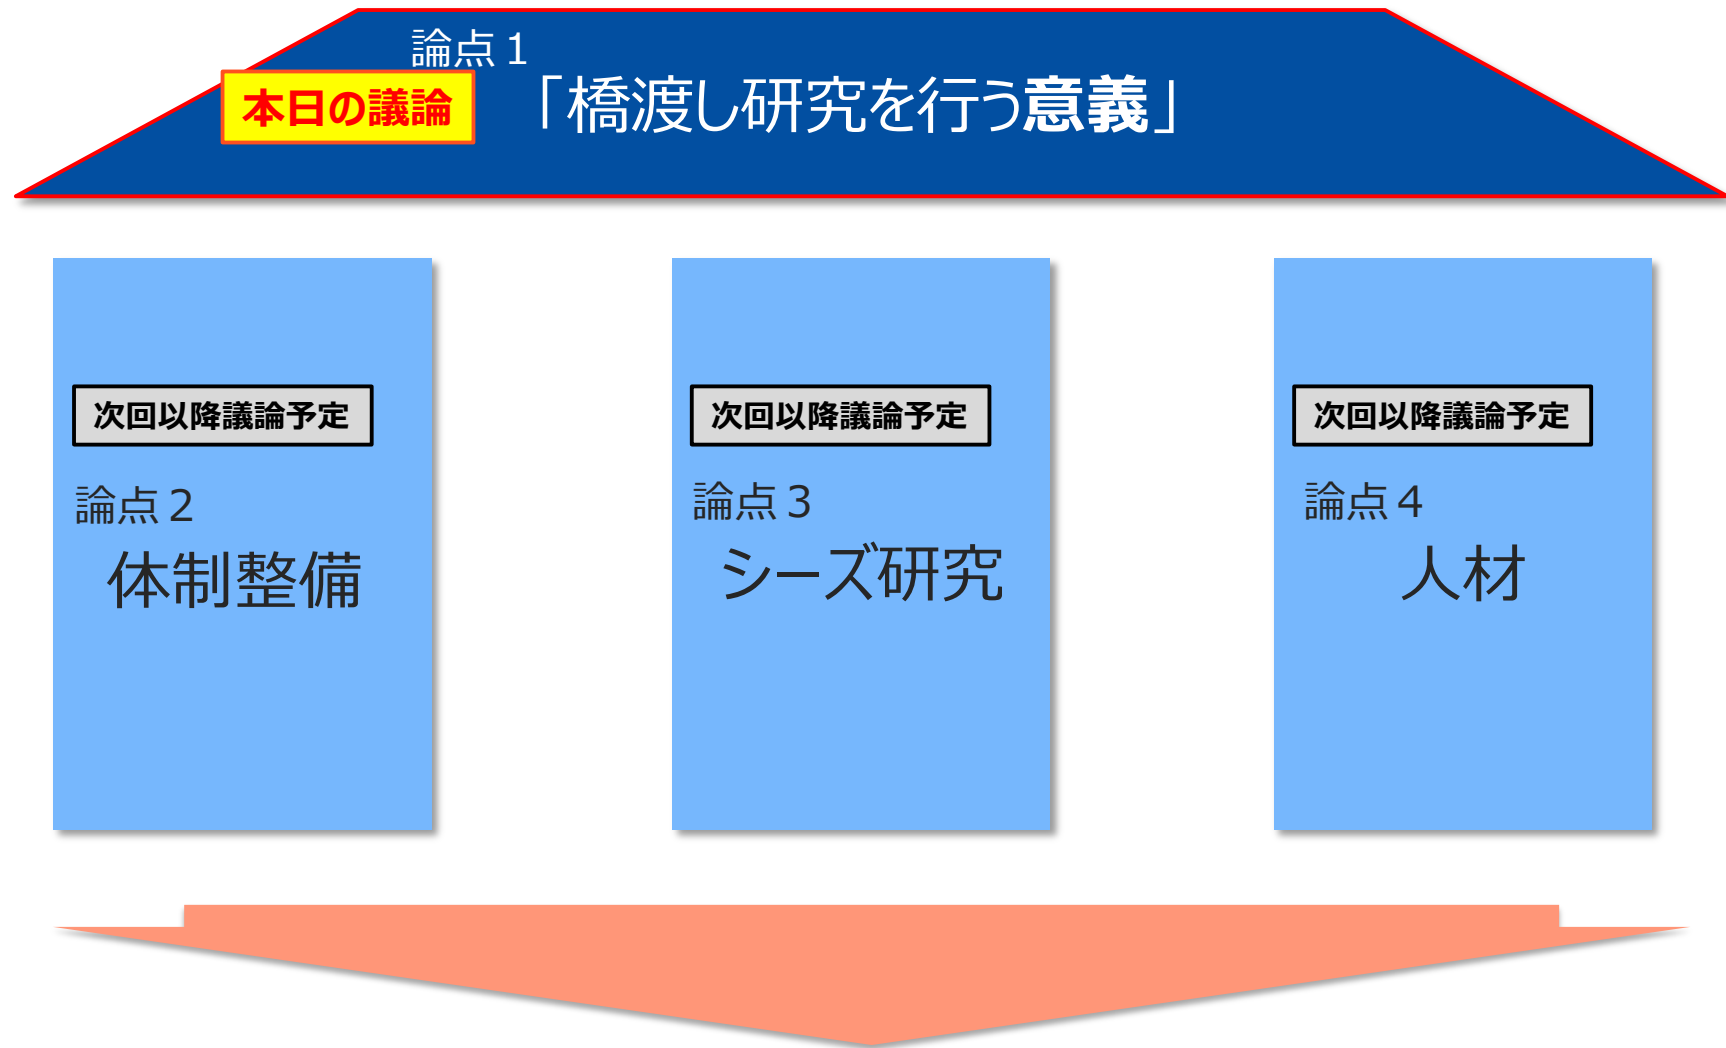 論点１
本日の議論
「橋渡し研究を行う意義」
次回以降議論予定
論点２
体制整備
次回以降議論予定
論点３
シーズ研究
次回以降議論予定
論点４
人材